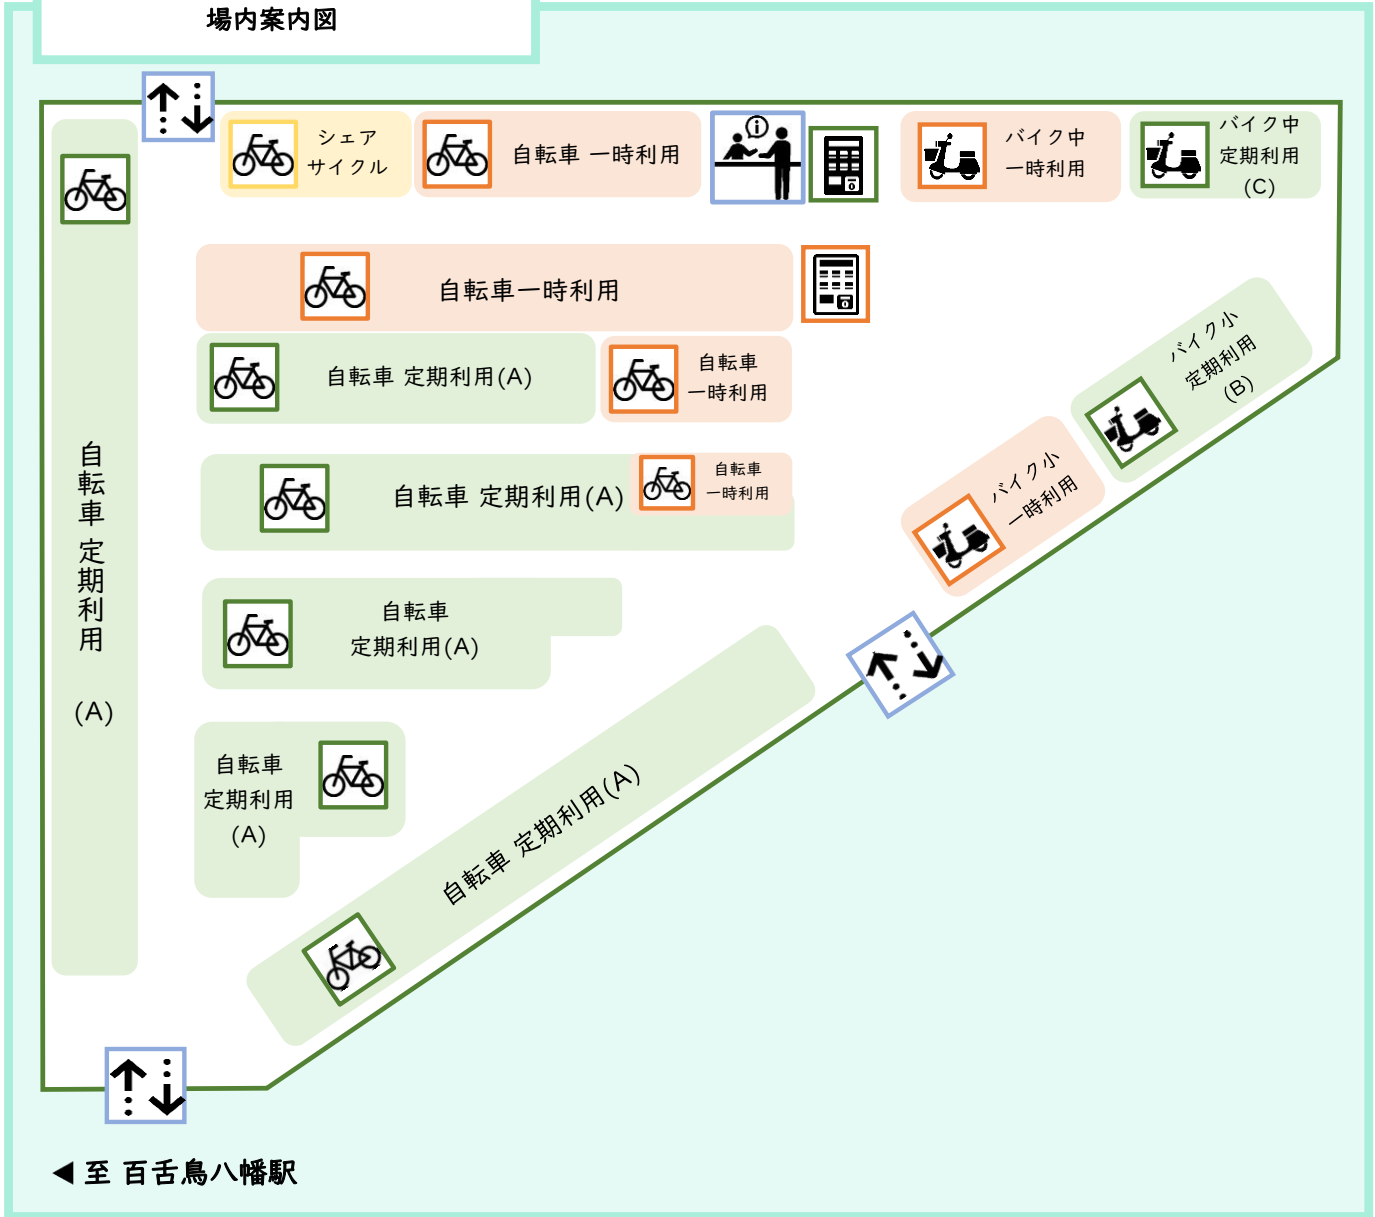 場内案内図
シェア
サイクル
自転車 一時利用
バイク中
一時利用
バイク中
定期利用
(C)
自転車一時利用
自転車 定期利用(A)
自転車
一時利用
バイク小
定期利用
(B)
自転車 定期利用 (A)
自転車 定期利用(A)
自転車
一時利用
バイク小
一時利用
自転車
定期利用(A)
自転車
定期利用
(A)
自転車 定期利用(A)
◀ 至 百舌鳥八幡駅